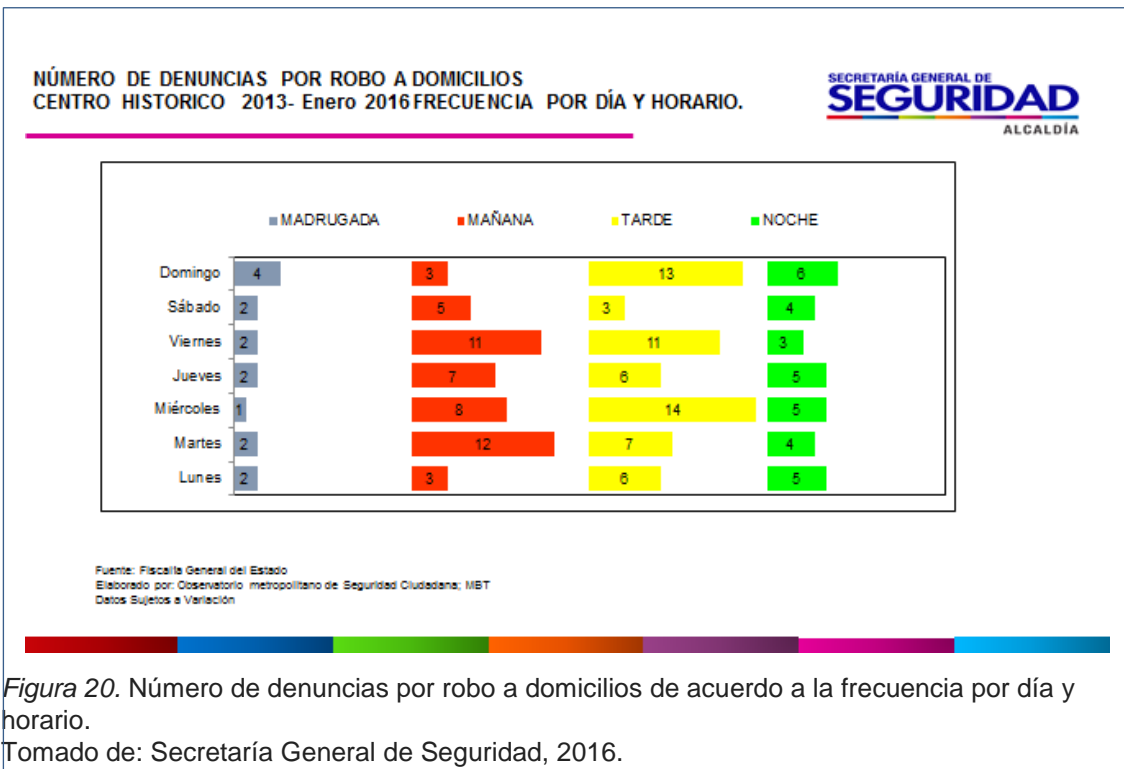 NÚMERO DE DENUNCIAS POR ROBO A DOMICILIOS
CENTRO HISTORICO 2013- Enero 2016 FRECUENCIA POR DÍA Y HORARIO.
SECRETARÍA GENERAL DE
SEGURIDAD
ALCALDÍA
MADRUGADA MAÑANA TARDE NOCHE
Domingo 4 3 13 6
Sábado 2 5 3 4
Viernes 2 11 11 3
Jueves 2 7 6 5
Miércoles 1 8 14 5
Martes 2 12 7 4
Lunes 2 3 6 5
Fuente: Fiscalía General del Estado
Elaborado por: Observatorio metropolitano de Seguridad Ciudadana; MBT
Datos Sujetos a Variación
Figura 20. Número de denuncias por robo a domicilios de acuerdo a la frecuencia por día y
horario.
Tomado de: Secretaría General de Seguridad, 2016.